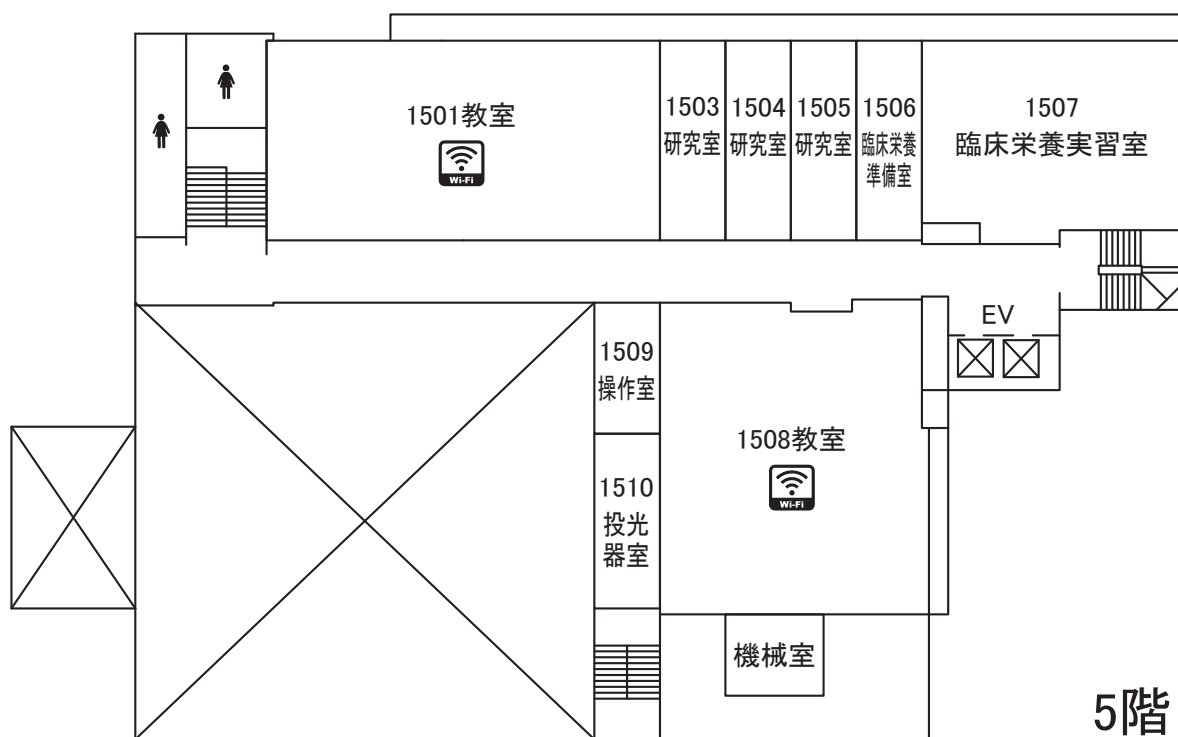 1501教室
Wi-Fi
1503
研究室
1504
研究室
1505
研究室
1506
臨床栄養
準備室
1507
臨床栄養実習室
EV
1509
操作室
1508教室
Wi-Fi
1510
投光
器室
機械室
5階